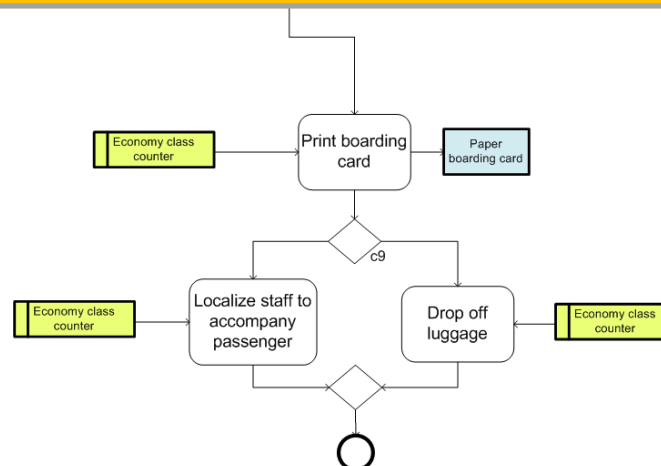 Economy class
counter
Print boarding
card
Paper
boarding card
c9
Economy class
counter
Localize staff to
accompany
passenger
Drop off
luggage
Economy class
counter